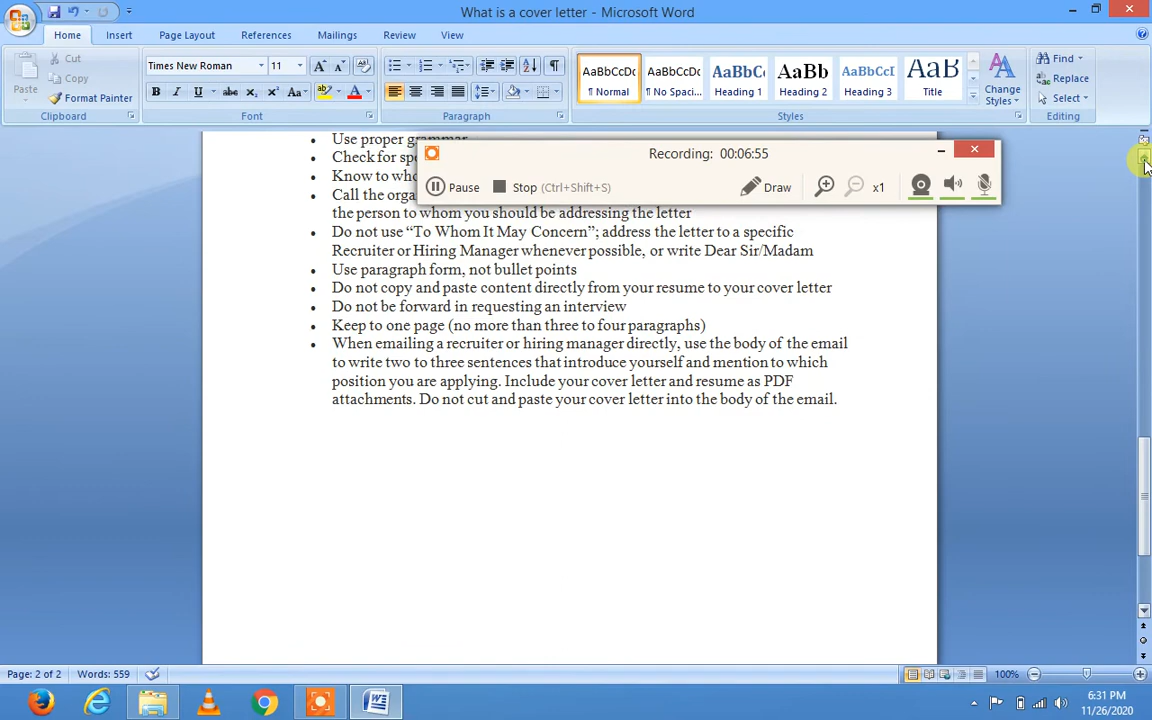 What is a cover letter - Microsoft Word
Home Insert Page Layout References Mailings Review View
Cut
Copy
Paste
Format Painter
Clipboard
Times New Roman 11
Font
Paragraph
AaBbCcDc AaBbCcDc AaBbC AaBb AaBbCcI AaB
¶ Normal ¶ No Spaci... Heading 1 Heading 2 Heading 3 Title
Change Styles
Styles
Find
Replace
Select
Editing
Recording: 00:06:55
Pause Stop (Ctrl+Shift+S) Draw x1
Use proper grammar
Check for
Know to
Call the
the person to whom you should be addressing the letter
• Do not use “To Whom It May Concern”; address the letter to a specific
Recruiter or Hiring Manager whenever possible, or write Dear Sir/Madam
• Use paragraph form, not bullet points
• Do not copy and paste content directly from your resume to your cover letter
• Do not be forward in requesting an interview
• Keep to one page (no more than three to four paragraphs)
• When emailing a recruiter or hiring manager directly, use the body of the email
to write two to three sentences that introduce yourself and mention to which
position you are applying. Include your cover letter and resume as PDF
attachments. Do not cut and paste your cover letter into the body of the email.
Page: 2 of 2 Words: 559 100%
6:31 PM
11/26/2020